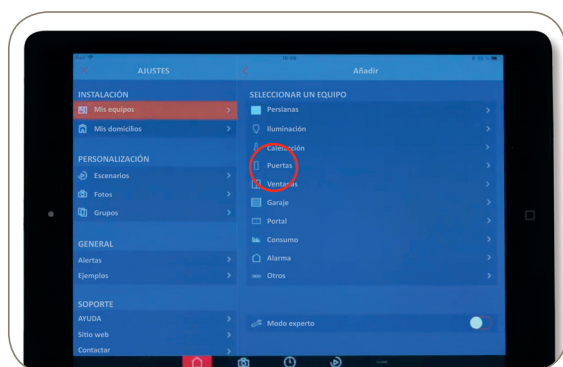 iPad
AJUSTES
Añadir
INSTALACIÓN
Mis equipos
Mis domicilios
PERSONALIZACIÓN
Escenarios
Fotos
Grupos
GENERAL
Alertas
Ejemplos
SOPORTE
AYUDA
Sitio web
Contactar
SELECCIONAR UN EQUIPO
Persianas
Iluminación
Calefacción
Puertas
Ventanas
Garaje
Portal
Consumo
Alarma
Otros
Modo experto